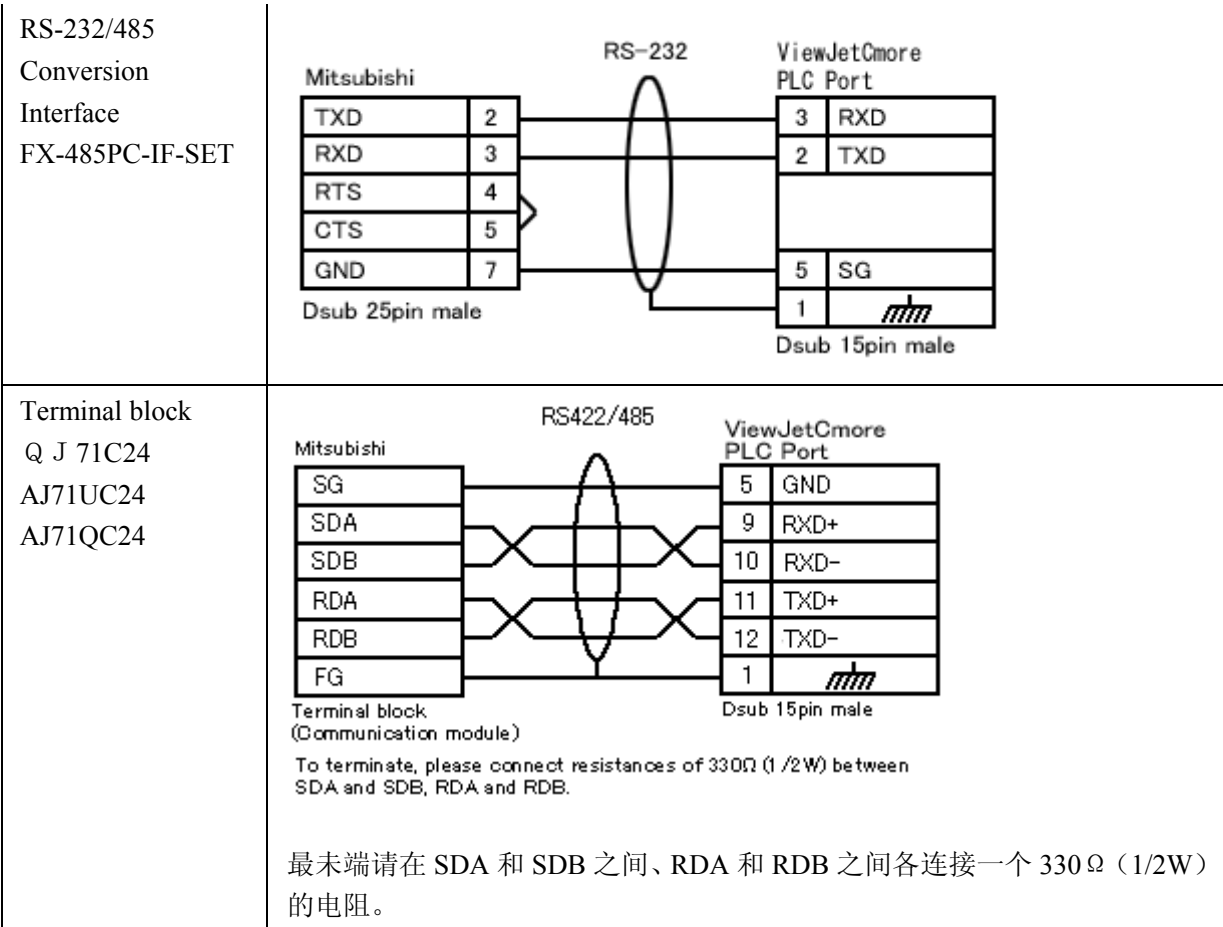 RS-232/485
Conversion
Interface
FX-485PC-IF-SET
RS-232
Mitsubishi
ViewJetCmore
PLC Port
TXD 2
3 RXD
RXD 3
2 TXD
RTS 4
CTS 5
GND 7
5 SG
1
Dsub 25pin male
Dsub 15pin male
Terminal block
ＱＪ71C24
AJ71UC24
AJ71QC24
RS422/485
Mitsubishi
ViewJetCmore
PLC Port
SG
5 GND
SDA
9 RXD+
SDB
10 RXD-
RDA
11 TXD+
RDB
12 TXD-
FG
1
Terminal block
(Communication module)
Dsub 15pin male
To terminate, please connect resistances of 330Ω (1/2W) between
SDA and SDB, RDA and RDB.
最未端请在 SDA 和 SDB 之间、RDA 和 RDB 之间各连接一个 330Ω（1/2W）
的电阻。